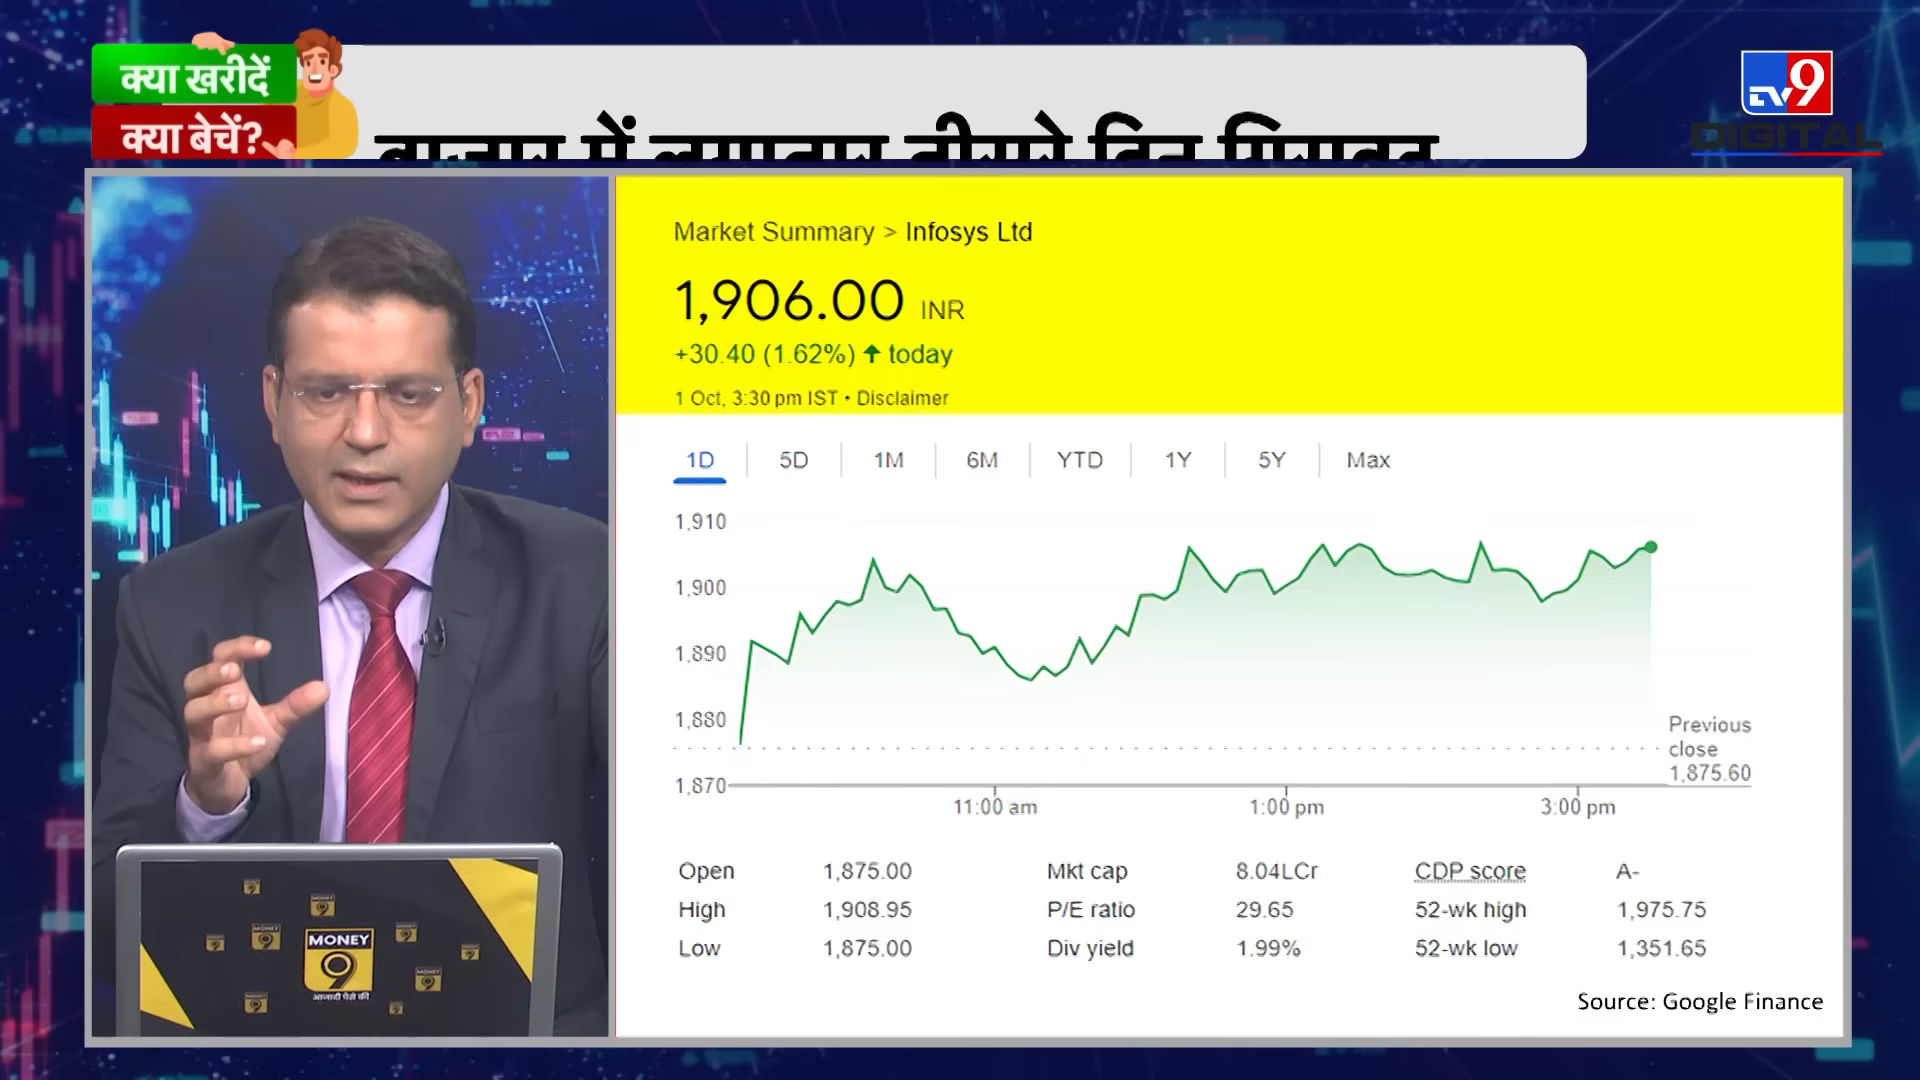 क्या खरीदें
क्या बेचें?
TV9
DIGITAL
Market Summary > Infosys Ltd
1,906.00 INR
+30.40 (1.62%) ↑ today
1 Oct, 3:30 pm IST • Disclaimer
1D 5D 1M 6M YTD 1Y 5Y Max
1,910
1,900
1,890
1,880
1,870
Previous
close
1,875.60
11:00 am 1:00 pm 3:00 pm
Open 1,875.00 Mkt cap 8.04LCr CDP score A-
High 1,908.95 P/E ratio 29.65 52-wk high 1,975.75
Low 1,875.00 Div yield 1.99% 52-wk low 1,351.65
Source: Google Finance
MONEY
9
आजादी पैसे की